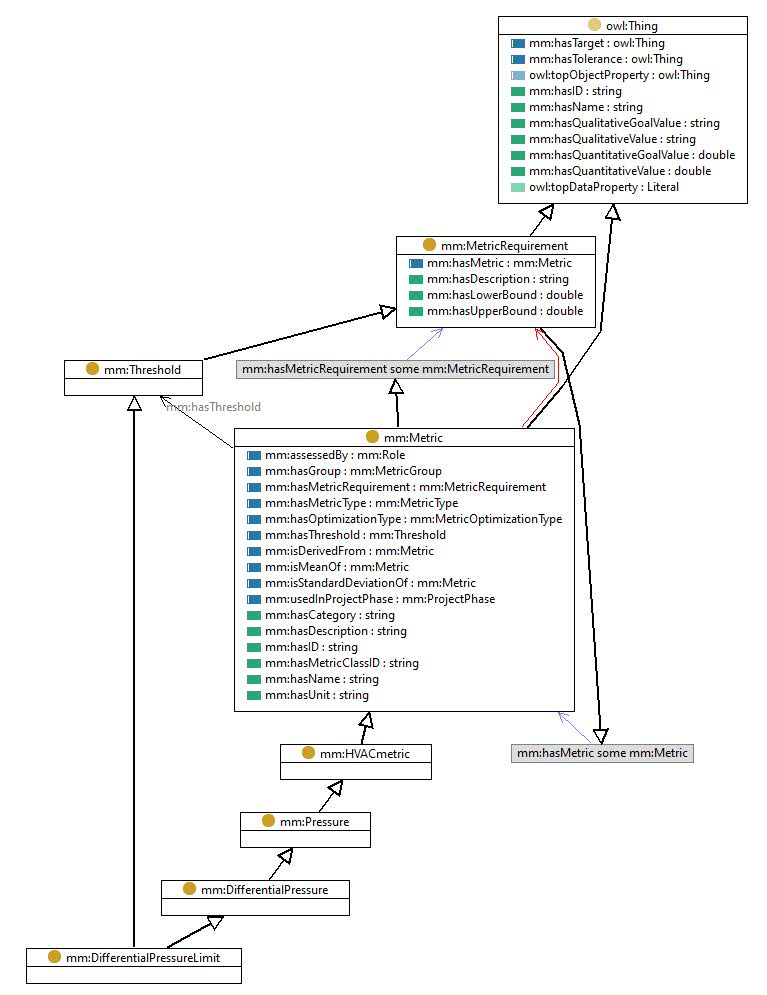 owl:Thing
mm:hasTarget : owl:Thing
mm:hasTolerance : owl:Thing
owl:topObjectProperty : owl:Thing
mm:hasID : string
mm:hasName : string
mm:hasQualitativeGoalValue : string
mm:hasQualitativeValue : string
mm:hasQuantitativeGoalValue : double
mm:hasQuantitativeValue : double
owl:topDataProperty : Literal
mm:MetricRequirement
mm:hasMetric : mm:Metric
mm:hasDescription : string
mm:hasLowerBound : double
mm:hasUpperBound : double
mm:Threshold
mm:hasMetricRequirement some mm:MetricRequirement
mm:hasThreshold
mm:Metric
mm:assessedBy : mm:Role
mm:hasGroup : mm:MetricGroup
mm:hasMetricRequirement : mm:MetricRequirement
mm:hasMetricType : mm:MetricType
mm:hasOptimizationType : mm:MetricOptimizationType
mm:hasThreshold : mm:Threshold
mm:isDerivedFrom : mm:Metric
mm:isMeanOf : mm:Metric
mm:isStandardDeviationOf : mm:Metric
mm:usedInProjectPhase : mm:ProjectPhase
mm:hasCategory : string
mm:hasDescription : string
mm:hasID : string
mm:hasMetricClassID : string
mm:hasName : string
mm:hasUnit : string
mm:HVACmetric
mm:hasMetric some mm:Metric
mm:Pressure
mm:DifferentialPressure
mm:DifferentialPressureLimit